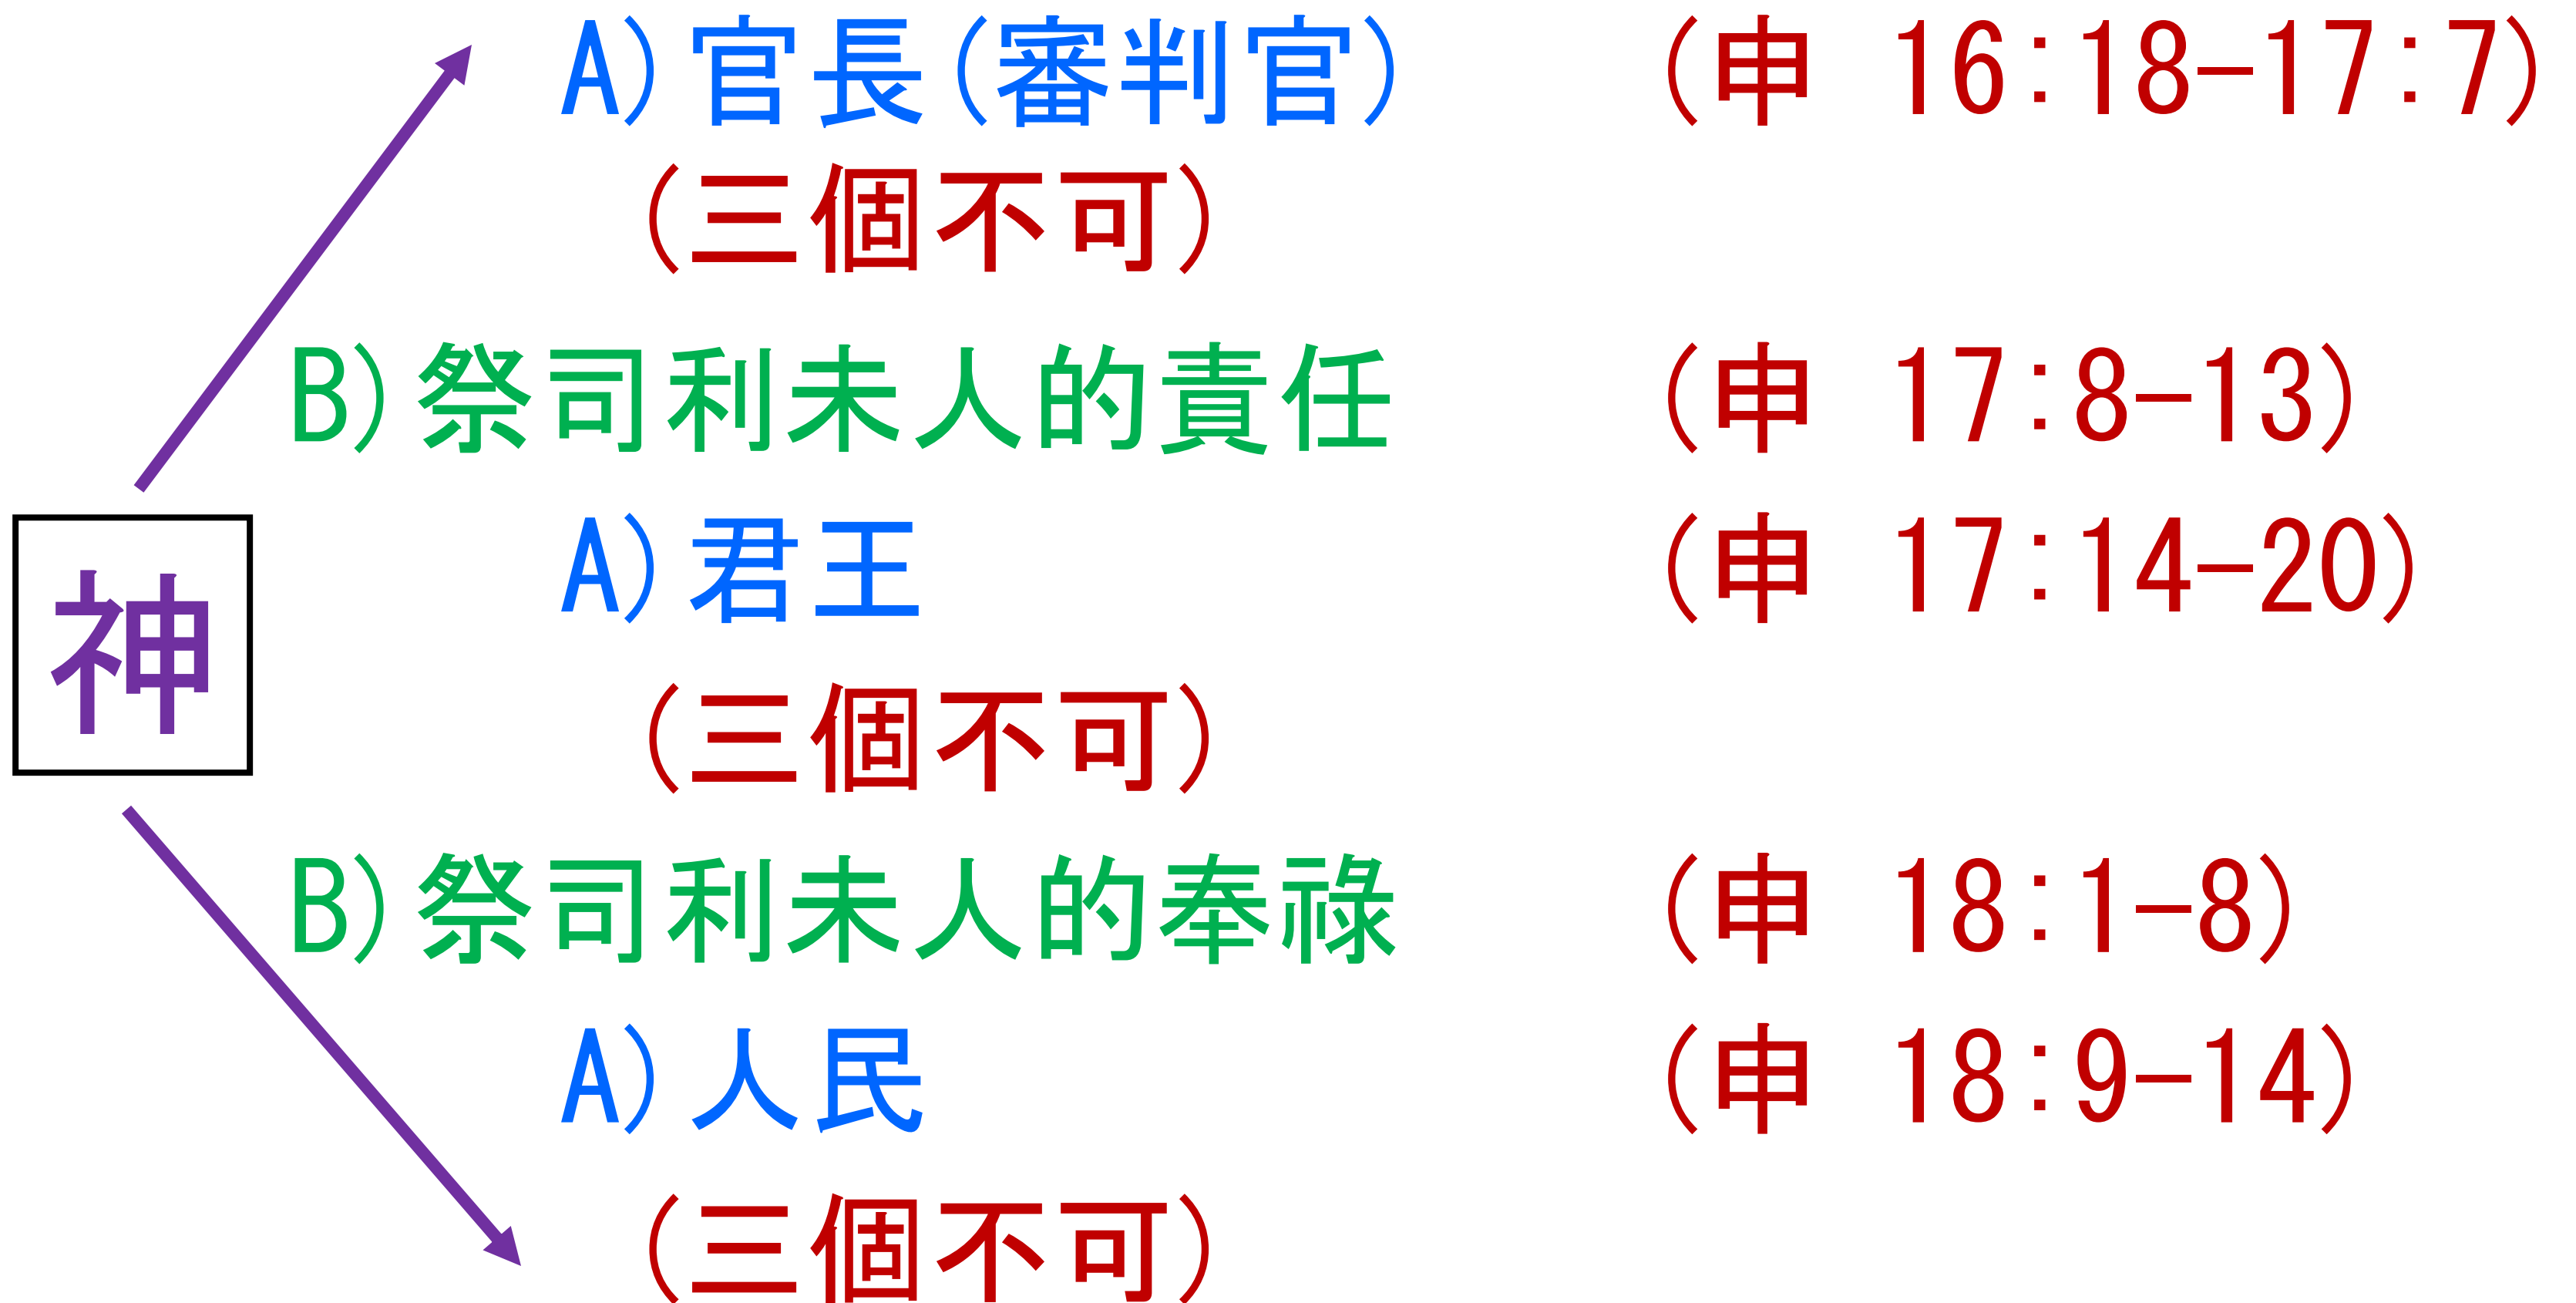 A)官長(審判官) (申 16:18-17:7)
(三個不可)
B)祭司利未人的責任 (申 17:8-13)
A)君王 (申 17:14-20)
神
(三個不可)
B)祭司利未人的奉祿 (申 18:1-8)
A)人民 (申 18:9-14)
(三個不可)